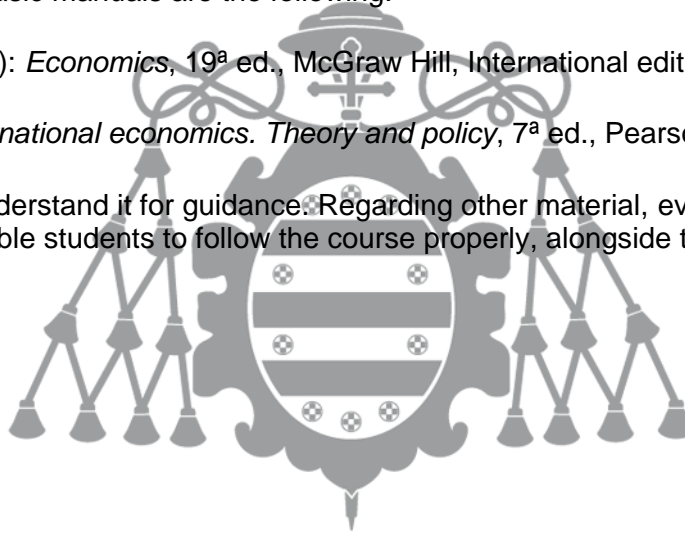 manuals are the following:
): Economics, 19ª ed., McGraw Hill, International edit
national economics. Theory and policy, 7ª ed., Pears
derstand it for guidance. Regarding other material, ev
ble students to follow the course properly, alongside t